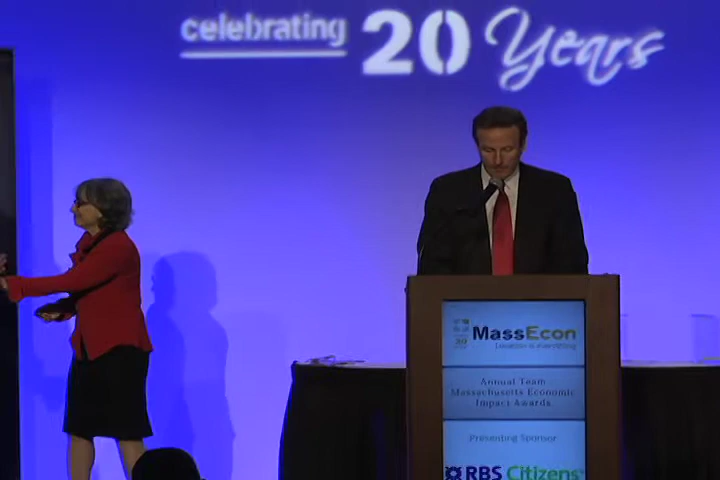 celebrating 20 Years
MassEcon
Annual Team
Massachusetts Economic
Impact Awards
Presenting Sponsor
RBS Citizens